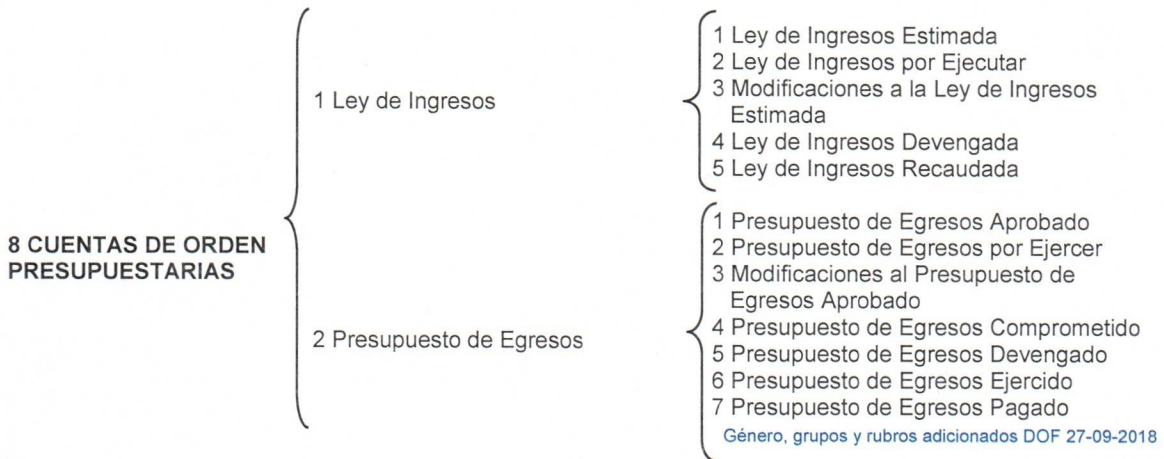 8 CUENTAS DE ORDEN
PRESUPUESTARIAS
1 Ley de Ingresos
1 Ley de Ingresos Estimada
2 Ley de Ingresos por Ejecutar
3 Modificaciones a la Ley de Ingresos
Estimada
4 Ley de Ingresos Devengada
5 Ley de Ingresos Recaudada
2 Presupuesto de Egresos
1 Presupuesto de Egresos Aprobado
2 Presupuesto de Egresos por Ejercer
3 Modificaciones al Presupuesto de
Egresos Aprobado
4 Presupuesto de Egresos Comprometido
5 Presupuesto de Egresos Devengado
6 Presupuesto de Egresos Ejercido
7 Presupuesto de Egresos Pagado
Género, grupos y rubros adicionados DOF 27-09-2018